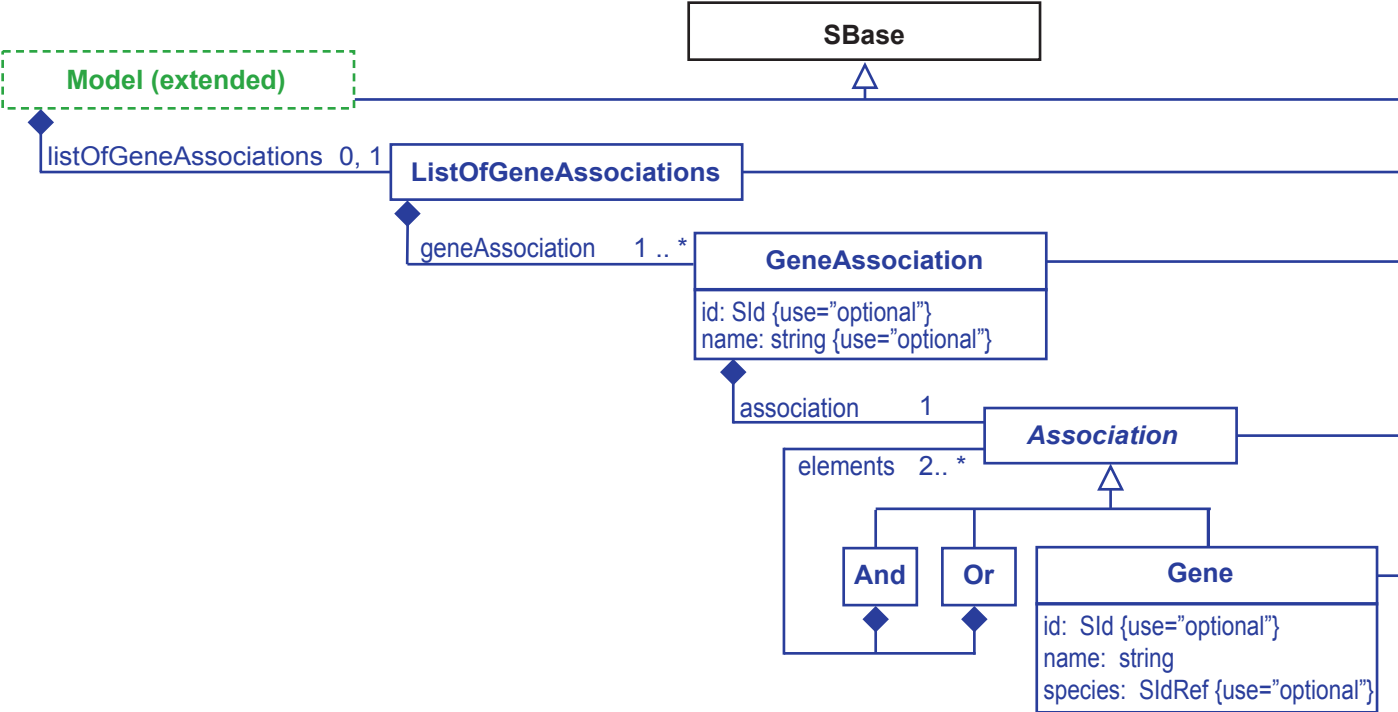 SBase
Model (extended)
listOfGeneAssociations 0, 1
ListOfGeneAssociations
geneAssociation 1 .. *
GeneAssociation
id: SId {use=”optional”}
name: string {use=”optional”}
association 1
Association
elements 2.. *
And
Or
Gene
id: SId {use=”optional”}
name: string
species: SIdRef {use=”optional”}